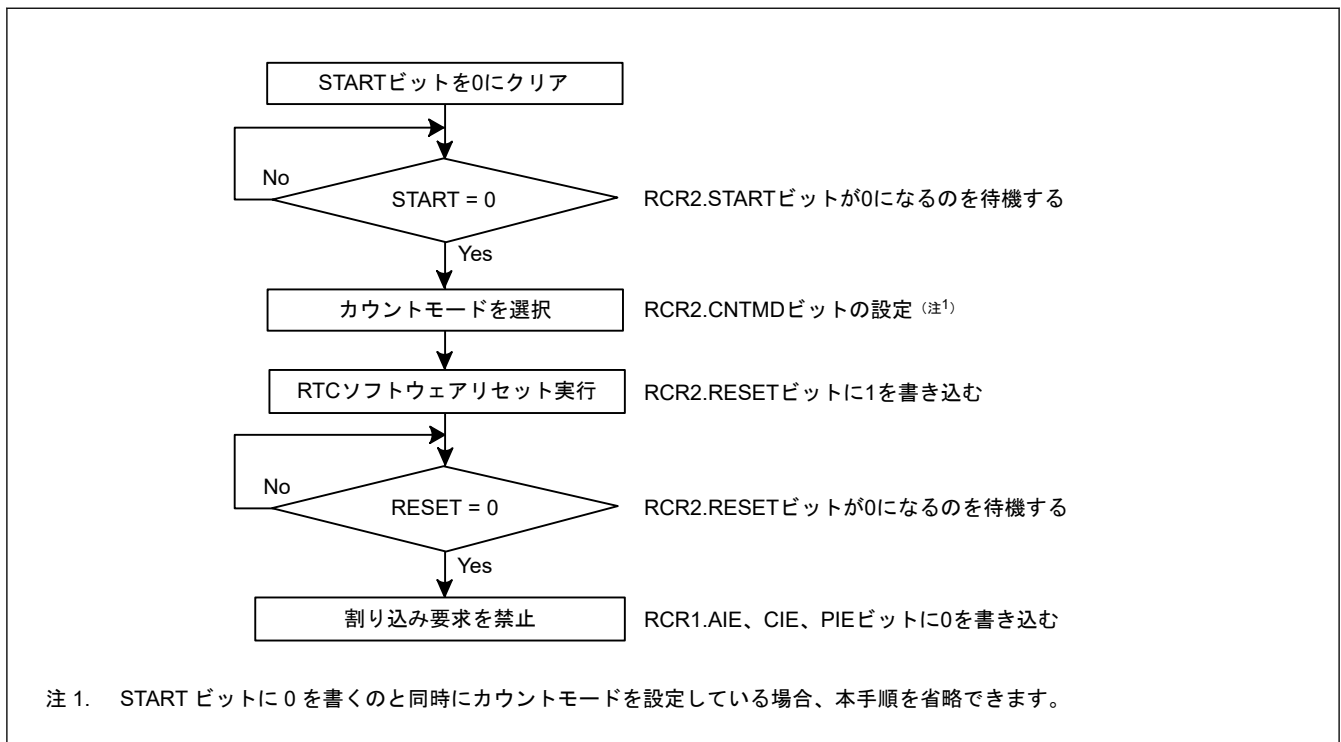 STARTビットを0にクリア
No
START = 0
RCR2.STARTビットが0になるのを待機する
Yes
カウントモードを選択
RCR2.CNTMDビットの設定（注1）
RTCソフトウェアリセット実行
RCR2.RESETビットに1を書き込む
No
RESET = 0
RCR2.RESETビットが0になるのを待機する
Yes
割り込み要求を禁止
RCR1.AIE、CIE、PIEビットに0を書き込む
注 1. START ビットに 0 を書くのと同時にカウントモードを設定している場合、本手順を省略できます。